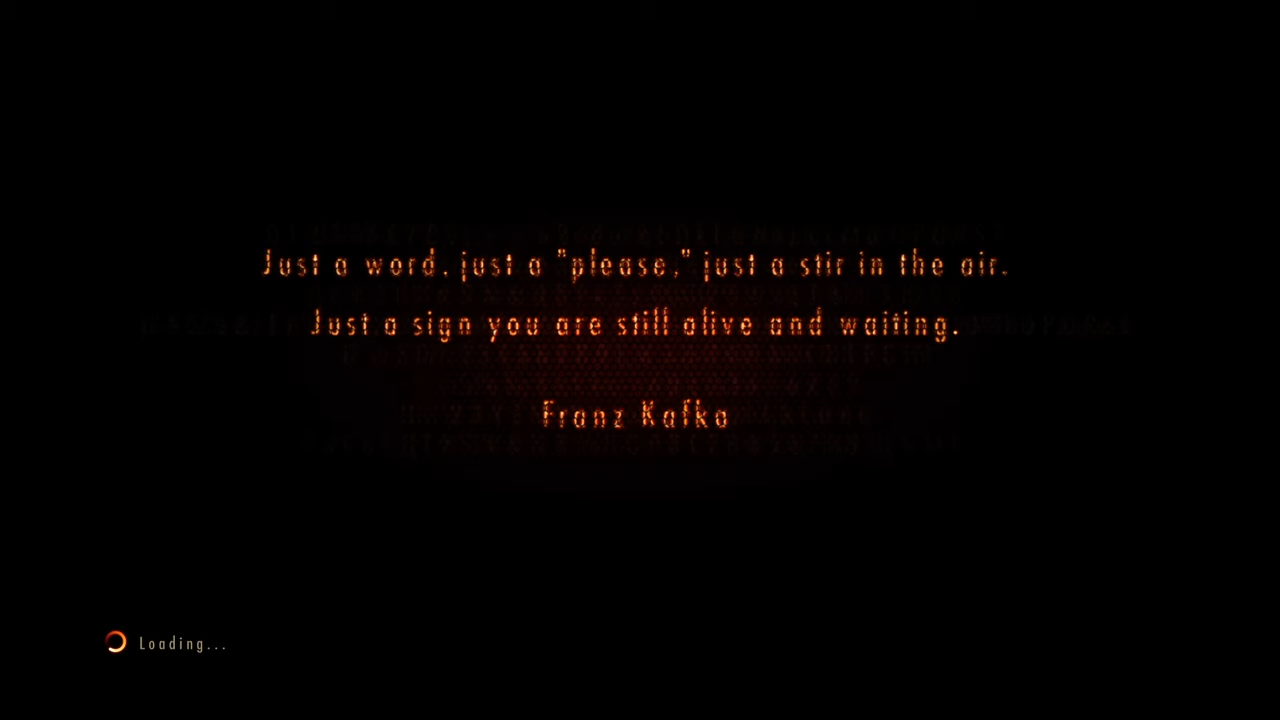 Just a word, just a "please," just a stir in the air.
Just a sign you are still alive and waiting.
Franz Kafka
Loading...